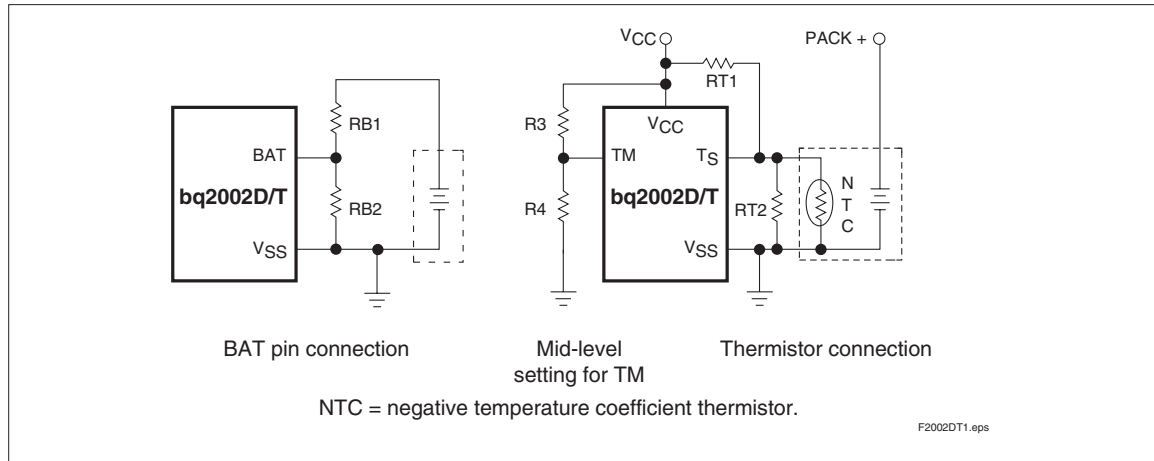 VCC
PACK +
RT1
RB1
R3
VCC
BAT
TM
TS
bq2002D/T
bq2002D/T
N
T
C
RB2
R4
RT2
VSS
VSS
BAT pin connection
Mid-level
setting for TM
Thermistor connection
NTC = negative temperature coefficient thermistor.
F2002DT1.eps